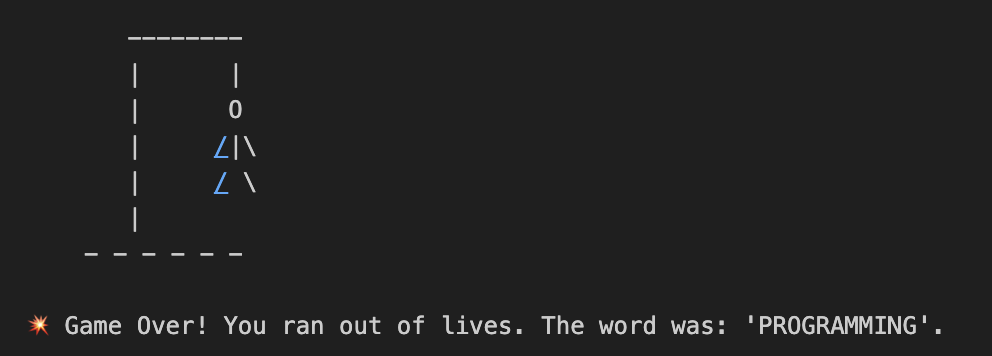 💥 Game Over! You ran out of lives. The word was: 'PROGRAMMING'.